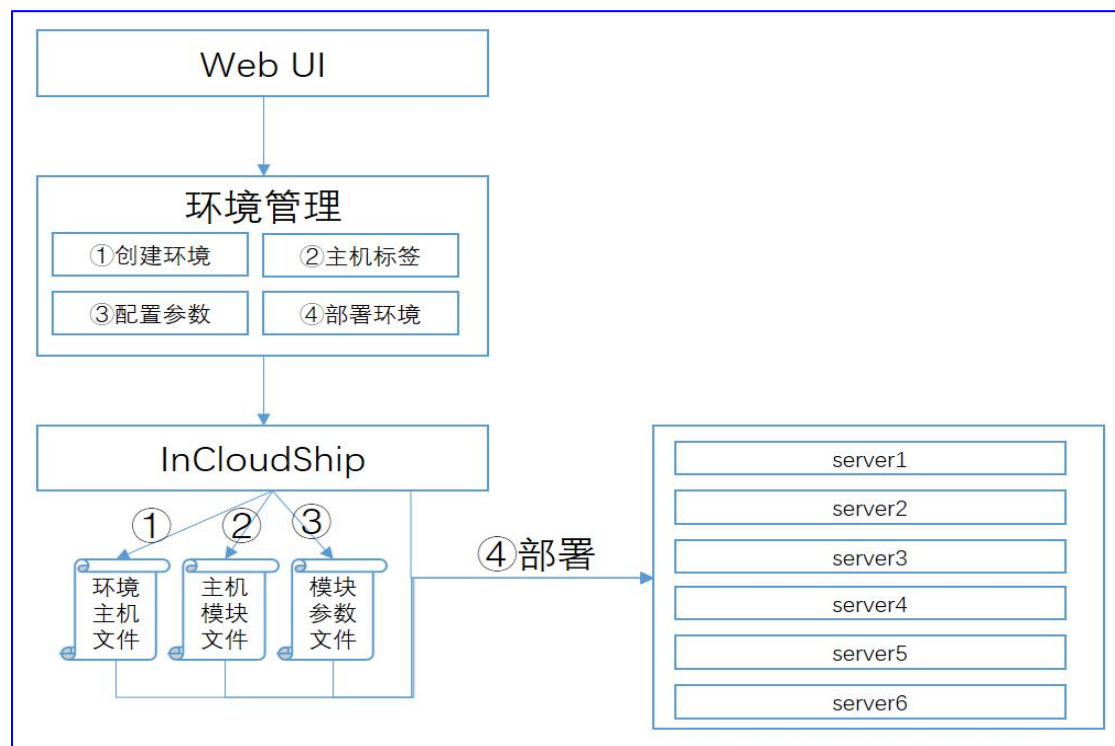 Web UI
环境管理
①创建环境
②主机标签
③配置参数
④部署环境
InCloudShip
①
②
③
环境
主机
文件
主机
模块
文件
模块
参数
文件
④部署
server1
server2
server3
server4
server5
server6